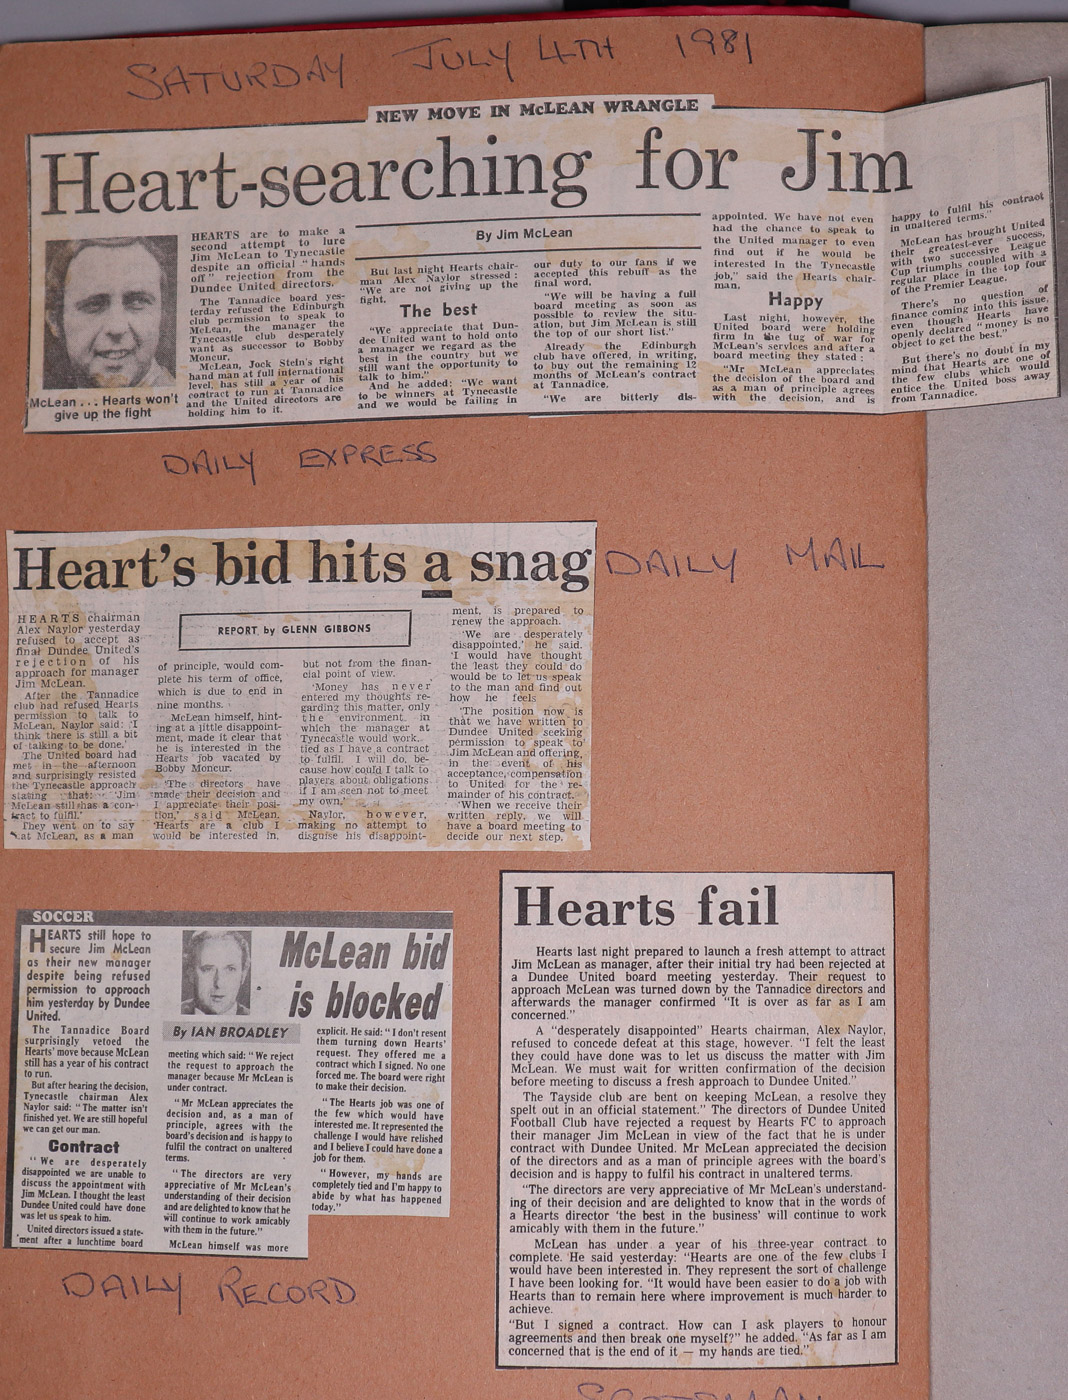 SATURDAY JULY 4TH 1981
NEW MOVE IN McLEAN WRANGLE
Heart-searching for Jim
McLean . . . Hearts won't
give up the fight
HEARTS are to make a
second attempt to lure
Jim McLean to Tynecastle
despite an official "hands
off" rejection from the
Dundee United directors.
The Tannadice board yes-
terday refused the Edinburgh
club permission to speak to
McLean, the manager the
Tynecastle club desperately
want as successor to Bobby
Moncur.
McLean, Jock Stein's right
hand man at full international
level, has still a year of his
contract to run at Tannadice
and the United directors are
holding him to it.
By Jim McLean
But last night Hearts chair-
man Alex Naylor stressed:
"We are not giving up the
fight.
The best
"We appreciate that Dun-
dee United want to hold on to
a manager we regard as the
best in the country but we
still want the opportunity to
talk to him."
And he added: "We want
to be winners at Tynecastle
and we would be failing in
our duty to our fans if we
accepted this rebuff as the
final word.
"We will be having a full
board meeting as soon as
possible to review the situ-
ation, but Jim McLean is still
the top of our short list."
Already the Edinburgh
club have offered, in writing,
to buy out the remaining 12
months of McLean's contract
at Tannadice.
"We are bitterly dis-
appointed. We have not even
had the chance to speak to
the United manager to even
find out if he would be
interested in the Tynecastle
job," said the Hearts chair-
man.
Happy
Last night, however, the
United board were holding
firm in the tug of war for
McLean's services and after a
board meeting they stated:
"Mr McLean appreciates
the decision of the board and
as a man of principle agrees
with the decision, and is
happy to fulfil his contract
in unaltered terms."
McLean has brought United
their greatest-ever success,
with two successive League
Cup triumphs coupled with a
regular place in the top four
of the Premier League.
There's no question of
finance coming into this issue,
even though Hearts have
openly declared "money is no
object to get the best."
But there's no doubt in my
mind that Hearts are one of
the few clubs which would
entice the United boss away
from Tannadice.
DAILY EXPRESS
Heart's bid hits a snag
DAILY MAIL
HEARTS chairman
Alex Naylor yesterday
refused to accept as
final Dundee United's
rejection of his
approach for manager
Jim McLean.
After the Tannadice
club had refused Hearts
permission to talk to
McLean, Naylor said: 'I
think there is still a bit
of talking to be done.'
The United board had
met in the afternoon
and surprisingly resisted
the Tynecastle approach
stating that: 'Jim
McLean still has a con-
tract to fulfil.'
They went on to say
at McLean, as a man
REPORT by GLENN GIBBONS
of principle, would com-
plete his term of office,
which is due to end in
nine months.
McLean himself, hint-
ing at a little disappoint-
ment, made it clear that
he is interested in the
Hearts job vacated by
Bobby Moncur.
'The directors have
made their decision and
I appreciate their posi-
tion,' said McLean.
'Hearts are a club I
would be interested in,
but not from the finan-
cial point of view.
'Money has never
entered my thoughts re-
garding this matter, only
the environment in
which the manager at
Tynecastle would work,
tied as I have a contract
to fulfil. I will do, be-
cause how could I talk to
players about obligations
if I am seen not to meet
my own.'
Naylor, however,
making no attempt to
disguise his disappoint-
ment, is prepared to
renew the approach.
'We are desperately
disappointed,' he said.
'I would have thought
the least they could do
would be to let us speak
to the man and find out
how he feels
'The position now is
that we have written to
Dundee United seeking
permission to speak to
Jim McLean and offering,
in the event of his
acceptance, compensation
to United for the re-
mainder of his contract.
'When we receive their
written reply, we will
have a board meeting to
decide our next step.
SOCCER
McLean bid
is blocked
HEARTS still hope to
secure Jim McLean
as their new manager
despite being refused
permission to approach
him yesterday by Dundee
United.
The Tannadice Board
surprisingly vetoed the
Hearts' move because McLean
still has a year of his contract
to run.
But after hearing the decision,
Tynecastle chairman Alex
Naylor said: "The matter isn't
finished yet. We are still hopeful
we can get our man.
Contract
"We are desperately
disappointed we are unable to
discuss the appointment with
Jim McLean. I thought the least
Dundee United could have done
was let us speak to him.
United directors issued a state-
ment after a lunchtime board
By IAN BROADLEY
meeting which said: "We reject
the request to approach the
manager because Mr McLean is
under contract.
"Mr McLean appreciates the
decision and, as a man of
principle, agrees with the
board's decision and is happy to
fulfil the contract on unaltered
terms.
"The directors are very
appreciative of Mr McLean's
understanding of their decision
and are delighted to know that he
will continue to work amicably
with them in the future."
McLean himself was more
explicit. He said: "I don't resent
them turning down Hearts'
request. They offered me a
contract which I signed. No one
forced me. The board were right
to make their decision.
"The Hearts job was one of
the few which would have
interested me. It represented the
challenge I would have relished
and I believe I could have done a
job for them.
"However, my hands are
completely tied and I'm happy to
abide by what has happened
today."
DAILY RECORD
Hearts fail
Hearts last night prepared to launch a fresh attempt to attract
Jim McLean as manager, after their initial try had been rejected at
a Dundee United board meeting yesterday. Their request to
approach McLean was turned down by the Tannadice directors and
afterwards the manager confirmed "It is over as far as I am
concerned."
A "desperately disappointed" Hearts chairman, Alex Naylor,
refused to concede defeat at this stage, however. "I felt the least
they could have done was to let us discuss the matter with Jim
McLean. We must wait for written confirmation of the decision
before meeting to discuss a fresh approach to Dundee United."
The Tayside club are bent on keeping McLean, a resolve they
spelt out in an official statement." The directors of Dundee United
Football Club have rejected a request by Hearts FC to approach
their manager Jim McLean in view of the fact that he is under
contract with Dundee United. Mr McLean appreciated the decision
of the directors and as a man of principle agrees with the board's
decision and is happy to fulfil his contract in unaltered terms.
"The directors are very appreciative of Mr McLean's understand-
ing of their decision and are delighted to know that in the words of
a Hearts director 'the best in the business' will continue to work
amicably with them in the future."
McLean has under a year of his three-year contract to
complete. He said yesterday: "Hearts are one of the few clubs I
would have been interested in. They represent the sort of challenge
I have been looking for. "It would have been easier to do a job with
Hearts than to remain here where improvement is much harder to
achieve.
"But I signed a contract. How can I ask players to honour
agreements and then break one myself?" he added. "As far as I am
concerned that is the end of it — my hands are tied."